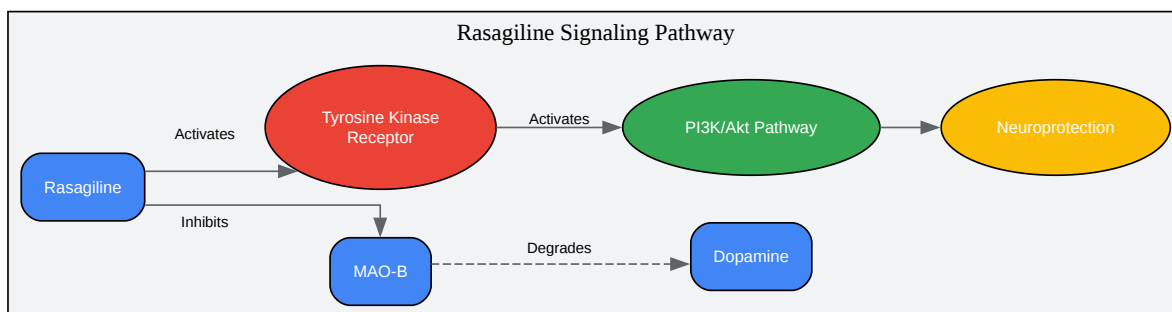 Rasagiline Signaling Pathway
Tyrosine Kinase
Receptor
Activates
Activates
PI3K/Akt Pathway
Neuroprotection
Rasagiline
Inhibits
MAO-B
Degrades
Dopamine